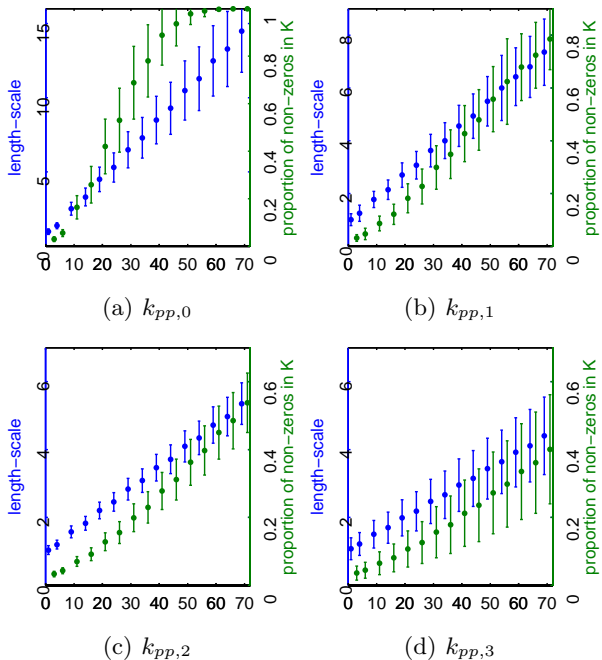 15
10
5
0
length−scale
1
0.8
0.6
0.4
0.2
0
proportion of non−zeros in K
0 10 20 30 40 50 60 70
(a) k_{pp,0}
8
6
4
2
0
length−scale
0.8
0.6
0.4
0.2
0
proportion of non−zeros in K
0 10 20 30 40 50 60 70
(b) k_{pp,1}
6
4
2
0
length−scale
0.6
0.4
0.2
0
proportion of non−zeros in K
0 10 20 30 40 50 60 70
(c) k_{pp,2}
6
4
2
0
length−scale
0.6
0.4
0.2
0
proportion of non−zeros in K
0 10 20 30 40 50 60 70
(d) k_{pp,3}